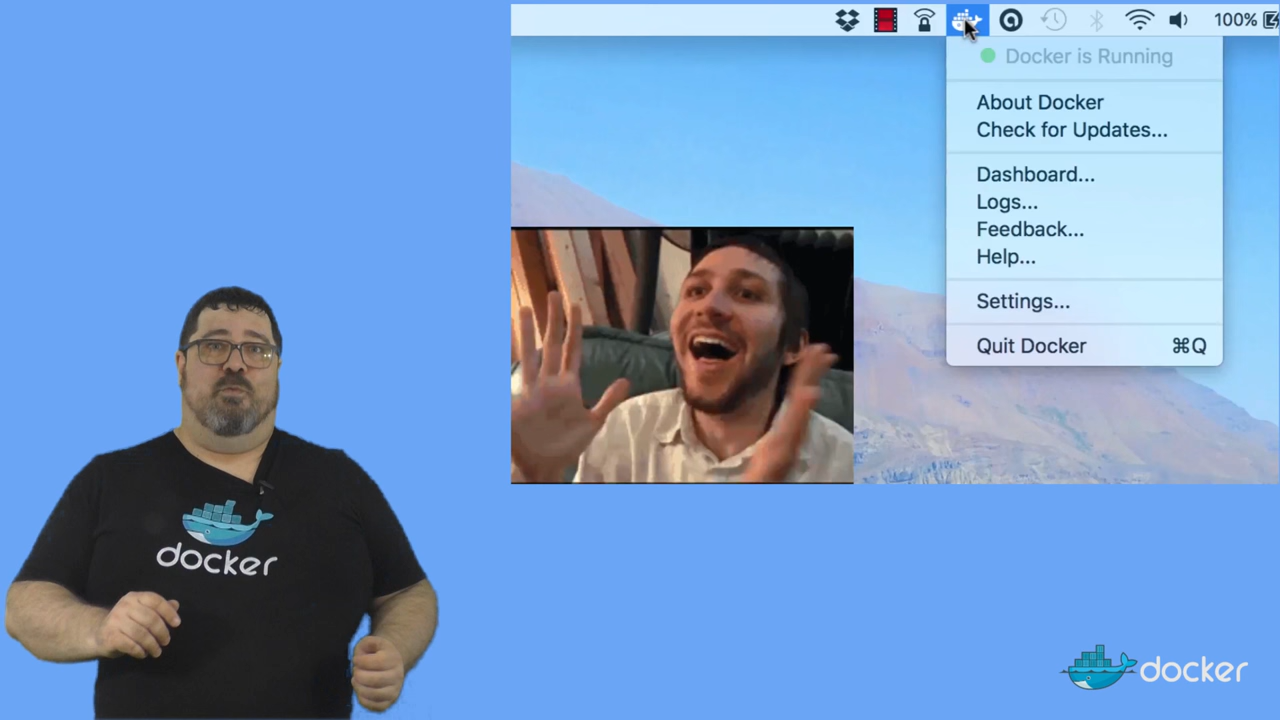 100%
Docker is Running
About Docker
Check for Updates...
Dashboard...
Logs...
Feedback...
Help...
Settings...
Quit Docker ⌘Q
docker
docker